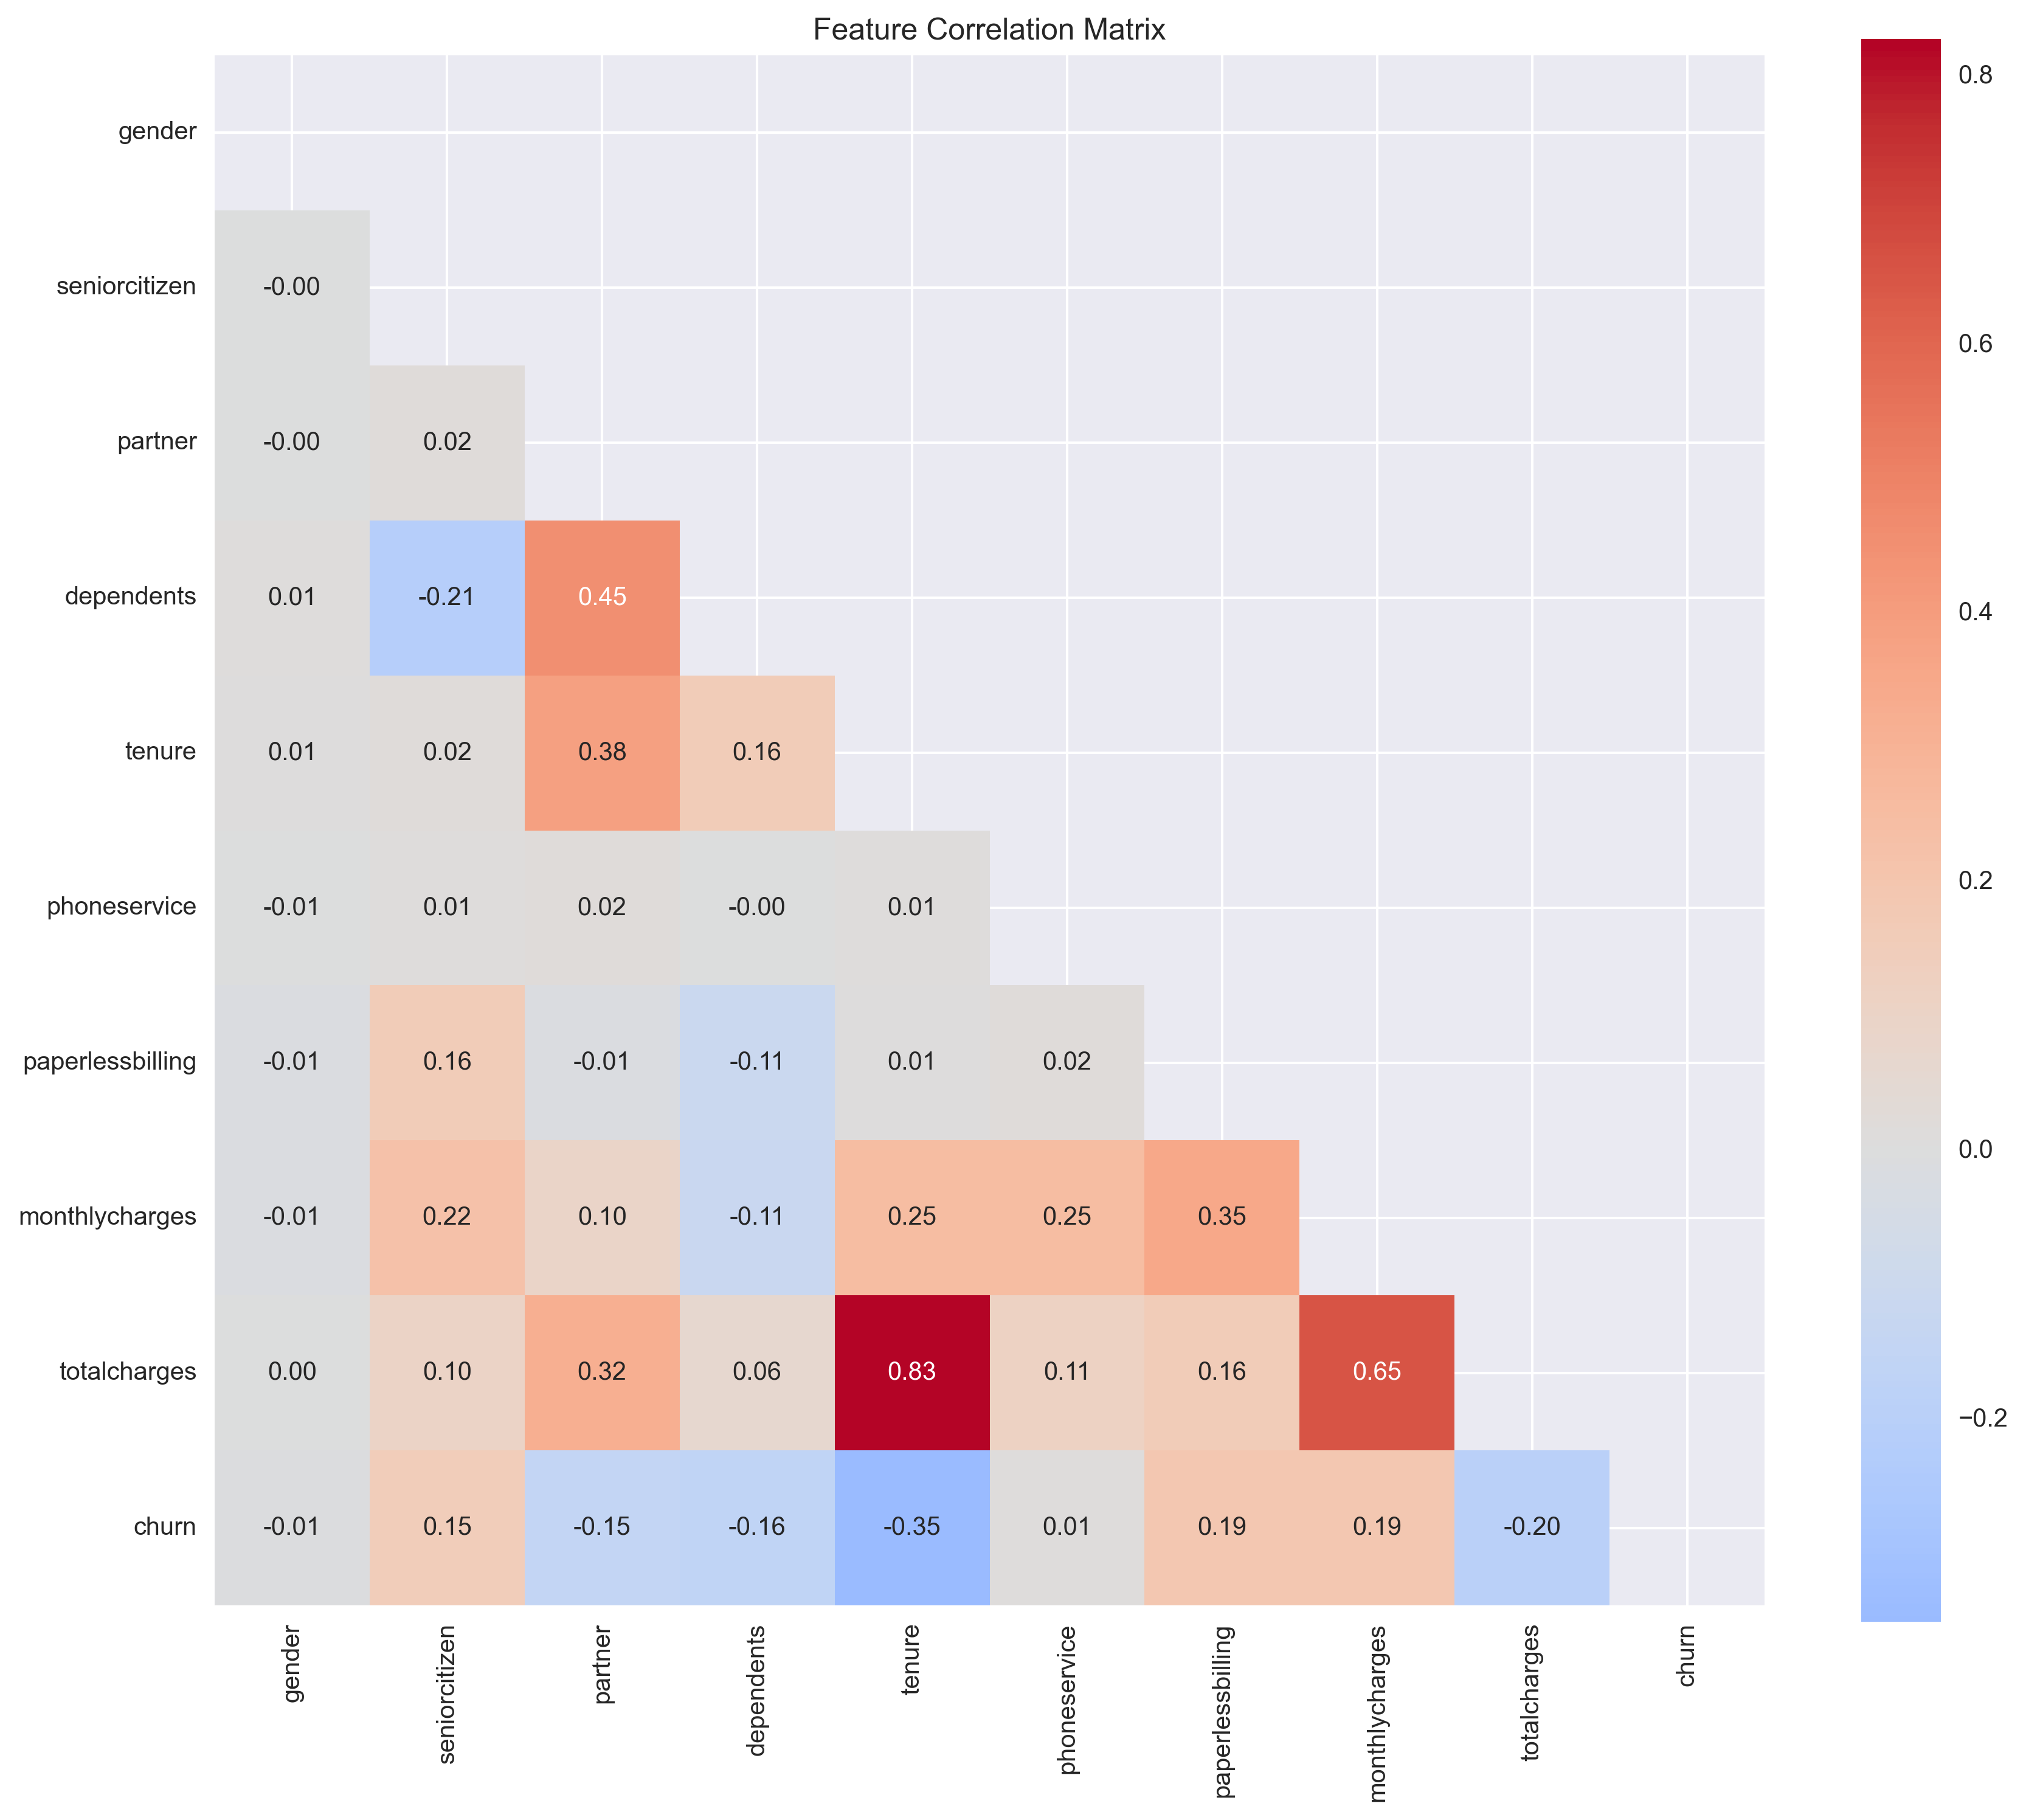 Feature Correlation Matrix
gender
seniorcitizen -0.00
partner -0.00 0.02
dependents 0.01 -0.21 0.45
tenure 0.01 0.02 0.38 0.16
phoneservice -0.01 0.01 0.02 -0.00 0.01
paperlessbilling -0.01 0.16 -0.01 -0.11 0.01 0.02
monthlycharges -0.01 0.22 0.10 -0.11 0.25 0.25 0.35
totalcharges 0.00 0.10 0.32 0.06 0.83 0.11 0.16 0.65
churn -0.01 0.15 -0.15 -0.16 -0.35 0.01 0.19 0.19 -0.20
gender seniorcitizen partner dependents tenure phoneservice paperlessbilling monthlycharges totalcharges churn
0.8
0.6
0.4
0.2
0.0
−0.2